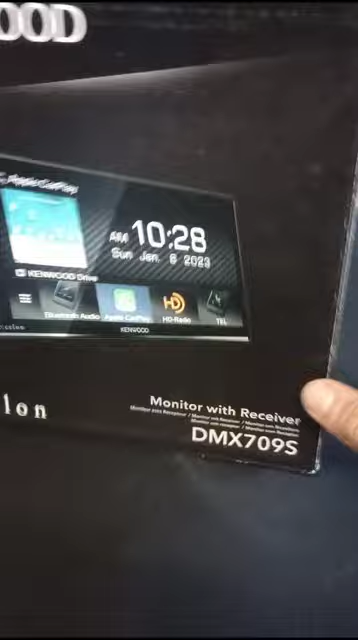 OOD
Apple CarPlay
AM 10:28
Sun Jan. 8 2023
KENWOOD Drive
Bluetooth Audio Apple CarPlay HD-Radio TEL
KENWOOD
lon
Monitor with Receiver
DMX709S